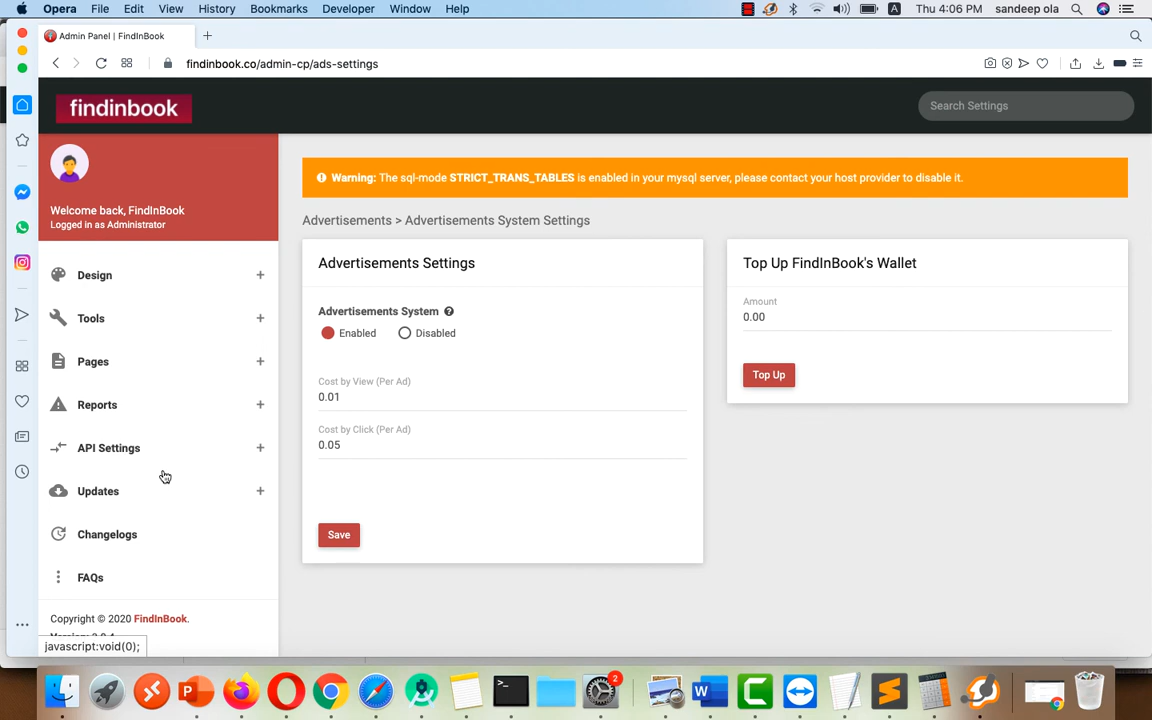 Opera File Edit View History Bookmarks Developer Window Help A Thu 4:06 PM sandeep ola
Admin Panel | FindInBook
findinbook.co/admin-cp/ads-settings
findinbook
Search Settings
Welcome back, FindInBook
Logged in as Administrator
Warning: The sql-mode STRICT_TRANS_TABLES is enabled in your mysql server, please contact your host provider to disable it.
Advertisements > Advertisements System Settings
Advertisements Settings
Advertisements System
Enabled Disabled
Cost by View (Per Ad)
0.01
Cost by Click (Per Ad)
0.05
Save
Top Up FindInBook's Wallet
Amount
0.00
Top Up
Design +
Tools +
Pages +
Reports +
API Settings +
Updates +
Changelogs
FAQs
Copyright © 2020 FindInBook.
javascript:void(0);
2